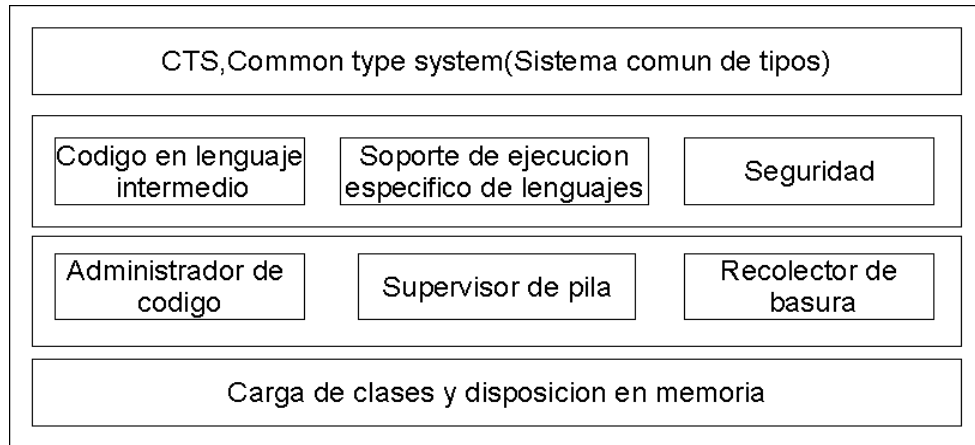 CTS,Common type system(Sistema comun de tipos)
Codigo en lenguaje
intermedio
Soporte de ejecucion
especifico de lenguajes
Seguridad
Administrador de
codigo
Supervisor de pila
Recolector de
basura
Carga de clases y disposicion en memoria